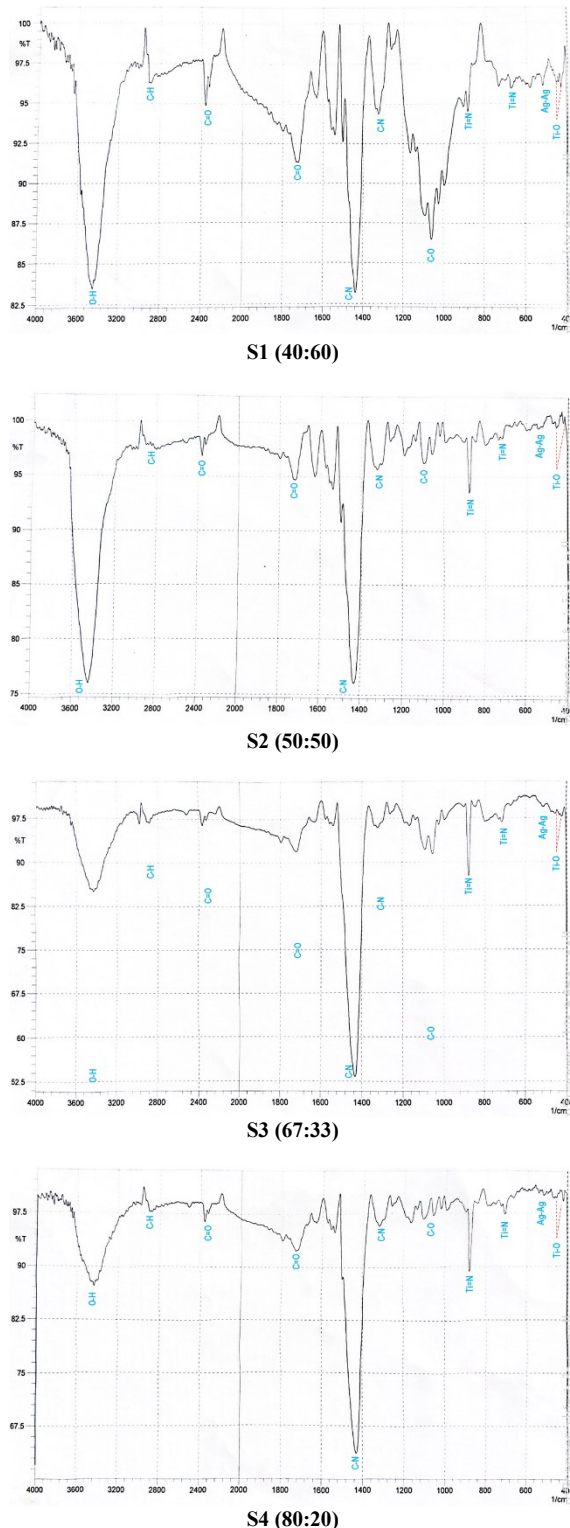 100
%T
97.5
95
92.5
90
87.5
85
82.5
C-H
C=O
C=O
C-N
Ti=N
Ti=N
Ag-Ag
Ti-O
O-H
C-N
C-O
4000 3600 3200 2800 2400 2000 1800 1600 1400 1200 1000 800 600 40
1/cm
S1 (40:60)
100
%T
95
90
85
80
75
C-H
C=O
C=O
C-N
C-O
Ti=N
Ti=N
Ag-Ag
Ti-O
O-H
C-N
4000 3600 3200 2800 2400 2000 1800 1600 1400 1200 1000 800 600 40
1/cm
S2 (50:50)
97.5
%T
90
82.5
75
67.5
60
52.5
C-H
C=O
C=O
C-N
Ti=N
Ti=N
Ag-Ag
Ti-O
C-O
O-H
C-N
4000 3600 3200 2800 2400 2000 1800 1600 1400 1200 1000 800 600 40
1/cm
S3 (67:33)
97.5
%T
90
82.5
75
67.5
C-H
C=O
C=O
C-N
C-O
Ti=N
Ti=N
Ag-Ag
Ti-O
O-H
C-N
4000 3600 3200 2800 2400 2000 1800 1600 1400 1200 1000 800 600 40
1/cm
S4 (80:20)